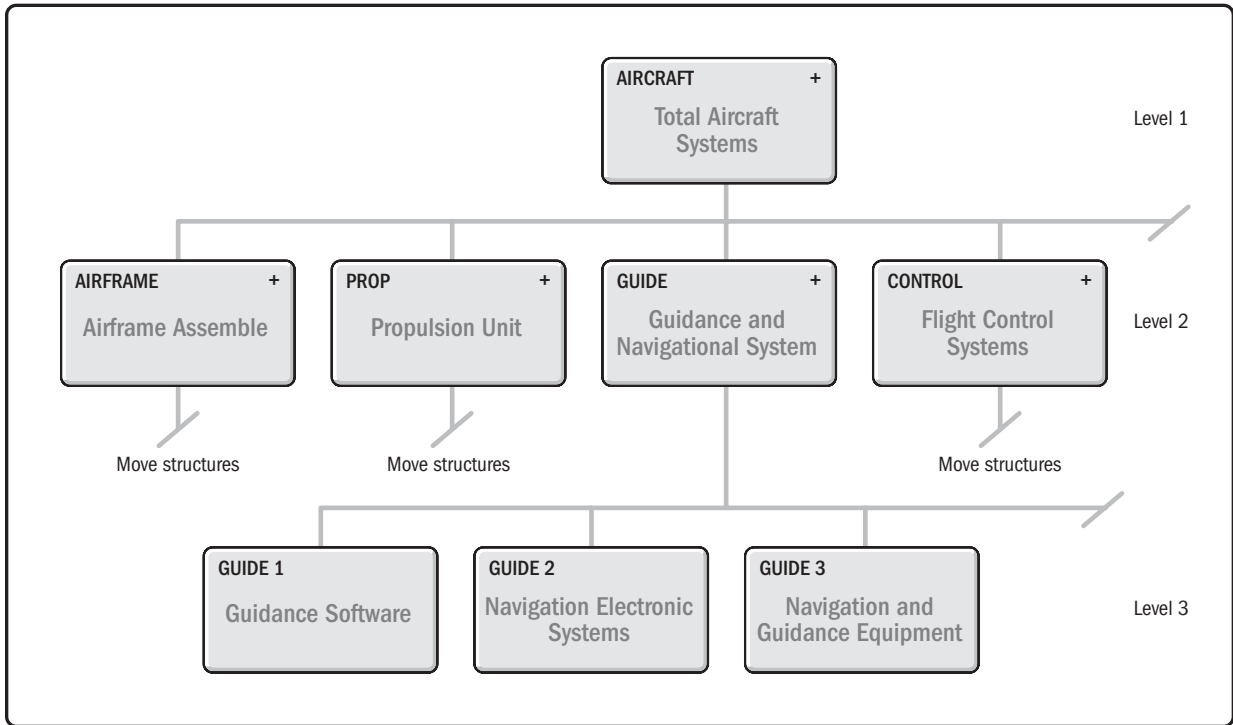 AIRCRAFT +
Total Aircraft
Systems
Level 1
AIRFRAME +
Airframe Assemble
PROP +
Propulsion Unit
GUIDE +
Guidance and
Navigational System
CONTROL +
Flight Control
Systems
Level 2
Move structures
Move structures
Move structures
GUIDE 1
Guidance Software
GUIDE 2
Navigation Electronic
Systems
GUIDE 3
Navigation and
Guidance Equipment
Level 3